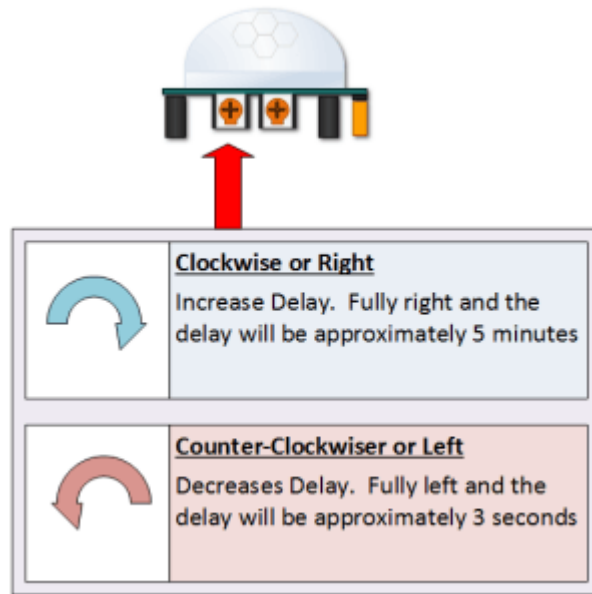 Clockwise or Right
Increase Delay.  Fully right and the
delay will be approximately 5 minutes
Counter-Clockwiser or Left
Decreases Delay.  Fully left and the
delay will be approximately 3 seconds